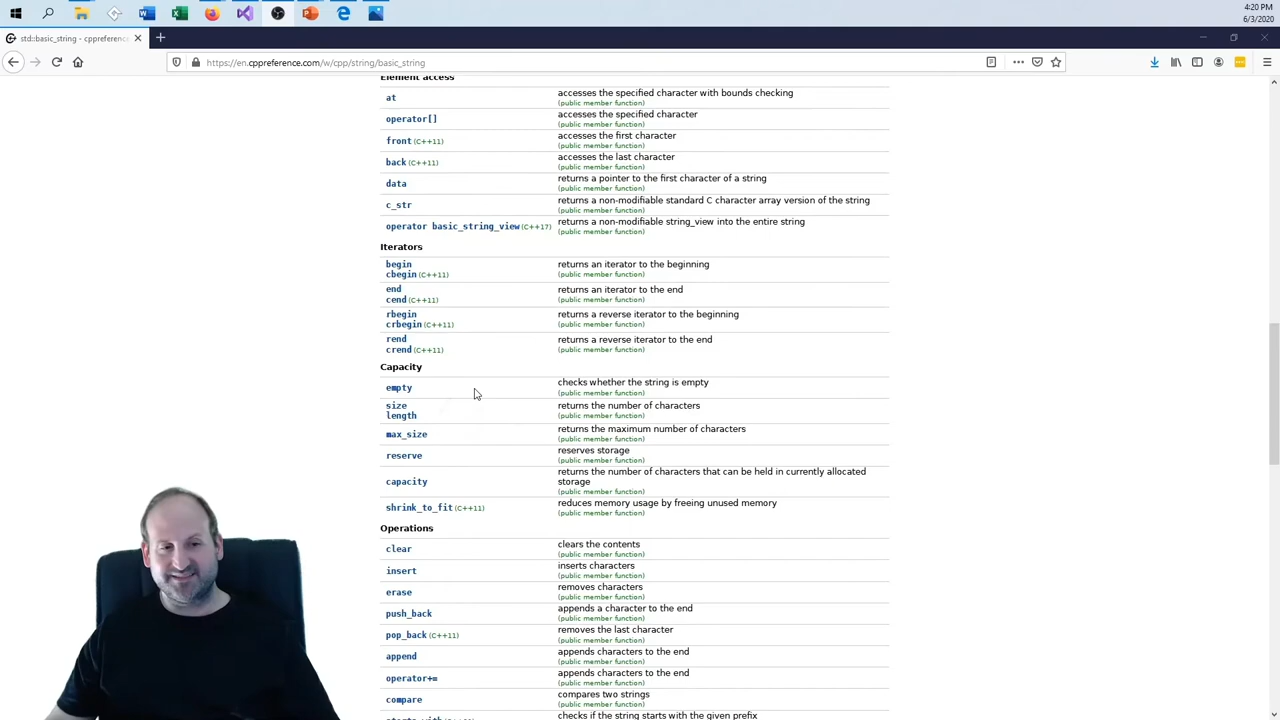 4:20 PM
6/3/2020
std::basic_string - cppreference
https://en.cppreference.com/w/cpp/string/basic_string
Element access
at
accesses the specified character with bounds checking
(public member function)
operator[]
accesses the specified character
(public member function)
front (C++11)
accesses the first character
(public member function)
back (C++11)
accesses the last character
(public member function)
data
returns a pointer to the first character of a string
(public member function)
c_str
returns a non-modifiable standard C character array version of the string
(public member function)
operator basic_string_view (C++17)
returns a non-modifiable string_view into the entire string
(public member function)
Iterators
begin
cbegin (C++11)
returns an iterator to the beginning
(public member function)
end
cend (C++11)
returns an iterator to the end
(public member function)
rbegin
crbegin (C++11)
returns a reverse iterator to the beginning
(public member function)
rend
crend (C++11)
returns a reverse iterator to the end
(public member function)
Capacity
empty
checks whether the string is empty
(public member function)
size
length
returns the number of characters
(public member function)
max_size
returns the maximum number of characters
(public member function)
reserve
reserves storage
(public member function)
capacity
returns the number of characters that can be held in currently allocated
storage
(public member function)
shrink_to_fit (C++11)
reduces memory usage by freeing unused memory
(public member function)
Operations
clear
clears the contents
(public member function)
insert
inserts characters
(public member function)
erase
removes characters
(public member function)
push_back
appends a character to the end
(public member function)
pop_back (C++11)
removes the last character
(public member function)
append
appends characters to the end
(public member function)
operator+=
appends characters to the end
(public member function)
compare
compares two strings
(public member function)
checks if the string starts with the given prefix